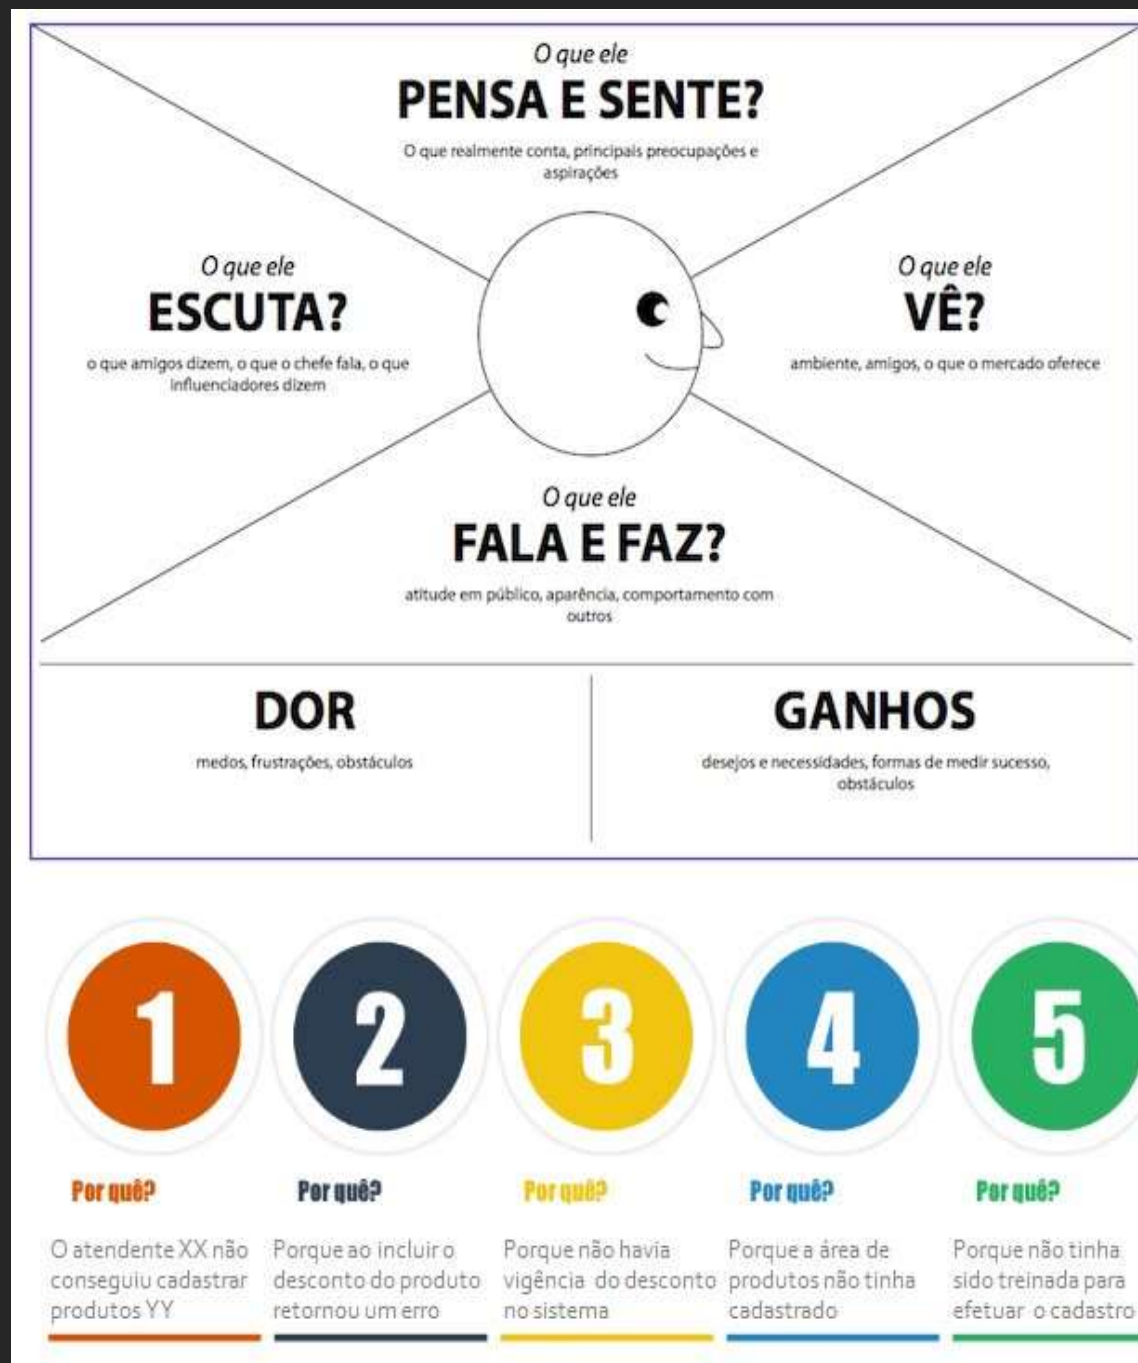 O que ele
PENSA E SENTE?
O que realmente conta, principais preocupações e
aspirações
O que ele
ESCUTA?
o que amigos dizem, o que o chefe fala, o que
influenciadores dizem
O que ele
VÊ?
ambiente, amigos, o que o mercado oferece
O que ele
FALA E FAZ?
atitude em público, aparência, comportamento com
outros
DOR
medos, frustrações, obstáculos
GANHOS
desejos e necessidades, formas de medir sucesso,
obstáculos
1
Por quê?
O atendente XX não
conseguiu cadastrar
produtos YY
2
Por quê?
Porque ao incluir o
desconto do produto
retornou um erro
3
Por quê?
Porque não havia
vigência do desconto
no sistema
4
Por quê?
Porque a área de
produtos não tinha
cadastrado
5
Por quê?
Porque não tinha
sido treinada para
efetuar o cadastro